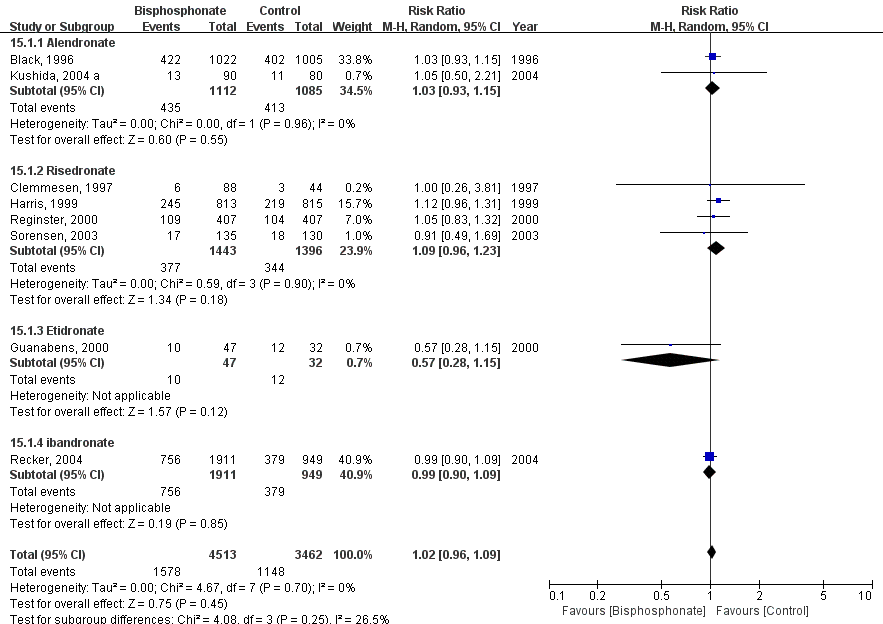 Bisphosphonate Control Risk Ratio Risk Ratio
Study or Subgroup Events Total Events Total Weight M-H, Random, 95% CI Year M-H, Random, 95% CI
15.1.1 Alendronate
Black, 1996 422 1022 402 1005 33.8% 1.03 [0.93, 1.15] 1996
Kushida, 2004 a 13 90 11 80 0.7% 1.05 [0.50, 2.21] 2004
Subtotal (95% CI) 1112 1085 34.5% 1.03 [0.93, 1.15]
Total events 435 413
Heterogeneity: Tau² = 0.00; Chi² = 0.00, df = 1 (P = 0.96); I² = 0%
Test for overall effect: Z = 0.60 (P = 0.55)
15.1.2 Risedronate
Clemmesen, 1997 6 88 3 44 0.2% 1.00 [0.26, 3.81] 1997
Harris, 1999 245 813 219 815 15.7% 1.12 [0.96, 1.31] 1999
Reginster, 2000 109 407 104 407 7.0% 1.05 [0.83, 1.32] 2000
Sorensen, 2003 17 135 18 130 1.0% 0.91 [0.49, 1.69] 2003
Subtotal (95% CI) 1443 1396 23.9% 1.09 [0.96, 1.23]
Total events 377 344
Heterogeneity: Tau² = 0.00; Chi² = 0.59, df = 3 (P = 0.90); I² = 0%
Test for overall effect: Z = 1.34 (P = 0.18)
15.1.3 Etidronate
Guanabens, 2000 10 47 12 32 0.7% 0.57 [0.28, 1.15] 2000
Subtotal (95% CI) 47 32 0.7% 0.57 [0.28, 1.15]
Total events 10 12
Heterogeneity: Not applicable
Test for overall effect: Z = 1.57 (P = 0.12)
15.1.4 ibandronate
Recker, 2004 756 1911 379 949 40.9% 0.99 [0.90, 1.09] 2004
Subtotal (95% CI) 1911 949 40.9% 0.99 [0.90, 1.09]
Total events 756 379
Heterogeneity: Not applicable
Test for overall effect: Z = 0.19 (P = 0.85)
Total (95% CI) 4513 3462 100.0% 1.02 [0.96, 1.09]
Total events 1578 1148
Heterogeneity: Tau² = 0.00; Chi² = 4.67, df = 7 (P = 0.70); I² = 0%
Test for overall effect: Z = 0.75 (P = 0.45)
Test for subgroup differences: Chi² = 4.08, df = 3 (P = 0.25), I² = 26.5%
0.1 0.2 0.5 1 2 5 10
Favours [Bisphosphonate] Favours [Control]